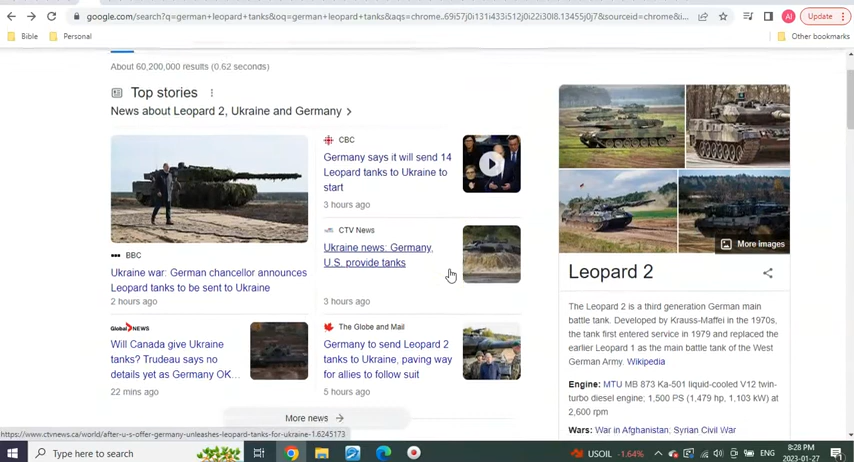 google.com/search?q=german+leopard+tanks&oq=german+leopard+tanks&aqs=chrome..69i57j0i131i433i512j0i22i30l8.13455j0j7&sourceid=chrome&i...
AI
Update
Bible
Personal
Other bookmarks
About 60,200,000 results (0.62 seconds)
Top stories
News about Leopard 2, Ukraine and Germany
BBC
Ukraine war: German chancellor announces
Leopard tanks to be sent to Ukraine
2 hours ago
CBC
Germany says it will send 14
Leopard tanks to Ukraine to
start
3 hours ago
CTV News
Ukraine news: Germany,
U.S. provide tanks
3 hours ago
Global NEWS
Will Canada give Ukraine
tanks? Trudeau says no
details yet as Germany OK...
22 mins ago
The Globe and Mail
Germany to send Leopard 2
tanks to Ukraine, paving way
for allies to follow suit
5 hours ago
More news
More images
Leopard 2
The Leopard 2 is a third generation German main
battle tank. Developed by Krauss-Maffei in the 1970s,
the tank first entered service in 1979 and replaced the
earlier Leopard 1 as the main battle tank of the West
German Army. Wikipedia
Engine: MTU MB 873 Ka-501 liquid-cooled V12 twin-
turbo diesel engine; 1,500 PS (1,479 hp, 1,103 kW) at
2,600 rpm
Wars: War in Afghanistan, Syrian Civil War
https://www.ctvnews.ca/world/after-u-s-offer-germany-unleashes-leopard-tanks-for-ukraine-1.6245173
Type here to search
USOIL -1.64%
ENG
8:28 PM
2023-01-27